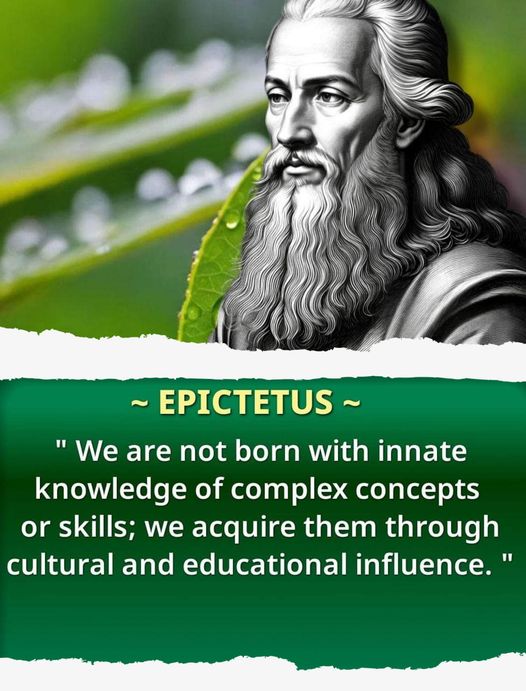 ~ EPICTETUS ~
" We are not born with innate
knowledge of complex concepts
or skills; we acquire them through
cultural and educational influence. "